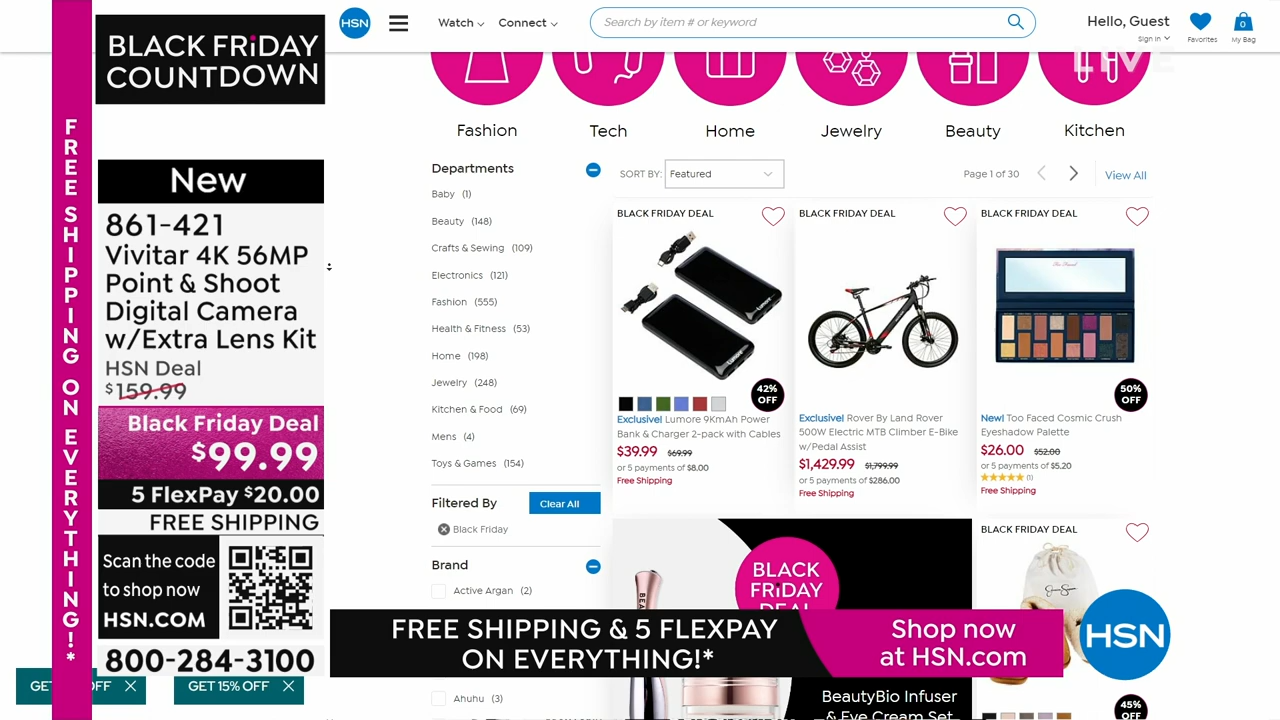 FREE SHIPPING ON EVERYTHING!*
BLACK FRiDAY
COUNTDOWN
New
861-421
Vivitar 4K 56MP
Point & Shoot
Digital Camera
w/Extra Lens Kit
HSN Deal
$159.99
Black Friday Deal
$99.99
5 FlexPay $20.00
FREE SHIPPING
Scan the code
to shop now
HSN.COM
800-284-3100
GET
OFF
GET 15% OFF
HSN
Watch
Connect
Search by item # or keyword
Hello, Guest
Sign in
Favorites
0
My Bag
LIVE
Fashion
Tech
Home
Jewelry
Beauty
Kitchen
Departments
Baby (1)
Beauty (148)
Crafts & Sewing (109)
Electronics (121)
Fashion (555)
Health & Fitness (53)
Home (198)
Jewelry (248)
Kitchen & Food (69)
Mens (4)
Toys & Games (154)
Filtered By
Clear All
Black Friday
Brand
Active Argan (2)
Ahuhu (3)
SORT BY:
Featured
Page 1 of 30
View All
BLACK FRIDAY DEAL
42%
OFF
Exclusive! Lumore 9KmAh Power
Bank & Charger 2-pack with Cables
$39.99 $69.99
or 5 payments of $8.00
Free Shipping
BLACK FRIDAY DEAL
Exclusive! Rover By Land Rover
500W Electric MTB Climber E-Bike
w/Pedal Assist
$1,429.99 $1,799.99
or 5 payments of $286.00
Free Shipping
BLACK FRIDAY DEAL
50%
OFF
New! Too Faced Cosmic Crush
Eyeshadow Palette
$26.00 $52.00
or 5 payments of $5.20
(1)
Free Shipping
BLACK
FRiDAY
DEAL
BeautyBio Infuser
& Eye Cream Set
BLACK FRIDAY DEAL
45%
OFF
FREE SHIPPING & 5 FLEXPAY
ON EVERYTHING!*
Shop now
at HSN.com
HSN